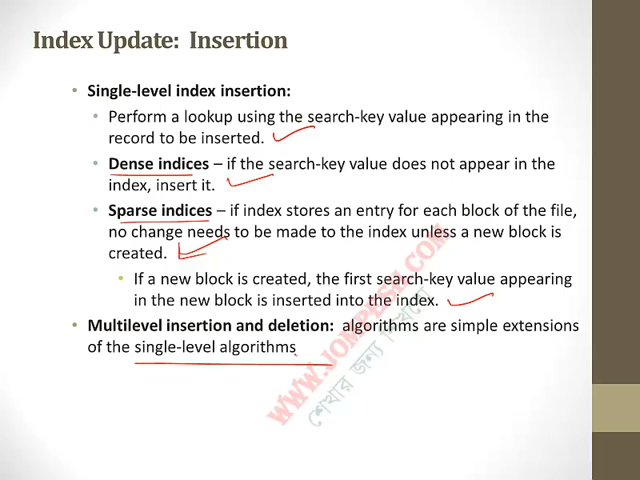 Index Update: Insertion
• Single-level index insertion:
• Perform a lookup using the search-key value appearing in the
record to be inserted.
• Dense indices – if the search-key value does not appear in the
index, insert it.
• Sparse indices – if index stores an entry for each block of the file,
no change needs to be made to the index unless a new block is
created.
• If a new block is created, the first search-key value appearing
in the new block is inserted into the index.
• Multilevel insertion and deletion: algorithms are simple extensions
of the single-level algorithms
শেখার জন্য